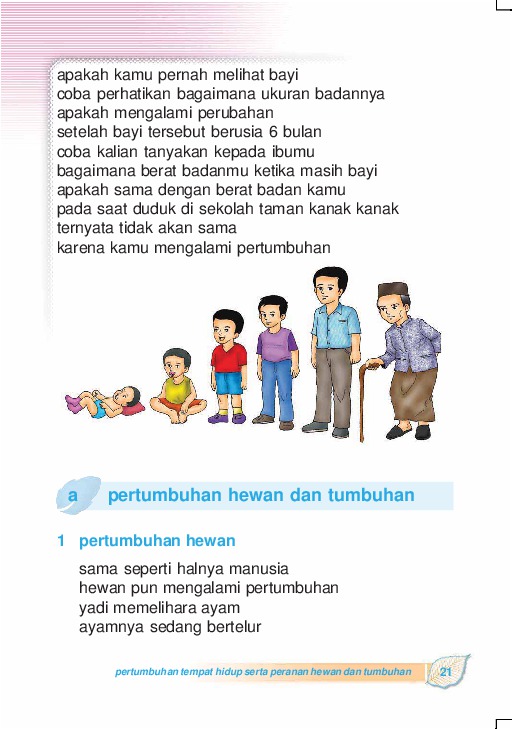 apakah kamu pernah melihat bayi
coba perhatikan bagaimana ukuran badannya
apakah mengalami perubahan
setelah bayi tersebut berusia 6 bulan
coba kalian tanyakan kepada ibumu
bagaimana berat badanmu ketika masih bayi
apakah sama dengan berat badan kamu
pada saat duduk di sekolah taman kanak kanak
ternyata tidak akan sama
karena kamu mengalami pertumbuhan
a pertumbuhan hewan dan tumbuhan
1 pertumbuhan hewan
sama seperti halnya manusia
hewan pun mengalami pertumbuhan
yadi memelihara ayam
ayamnya sedang bertelur
pertumbuhan tempat hidup serta peranan hewan dan tumbuhan 21